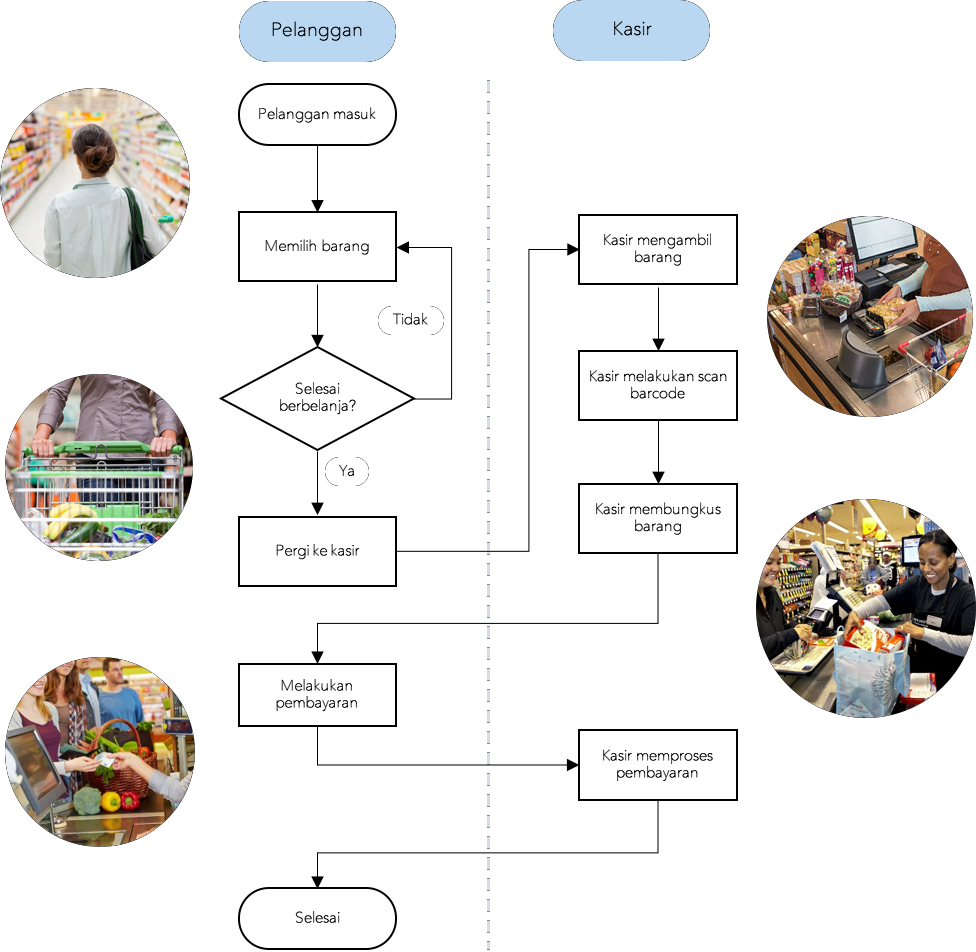 Pelanggan
Kasir
Pelanggan masuk
Memilih barang
Tidak
Selesai
berbelanja?
Ya
Pergi ke kasir
Kasir mengambil
barang
Kasir melakukan scan
barcode
Kasir membungkus
barang
Melakukan
pembayaran
Kasir memproses
pembayaran
Selesai